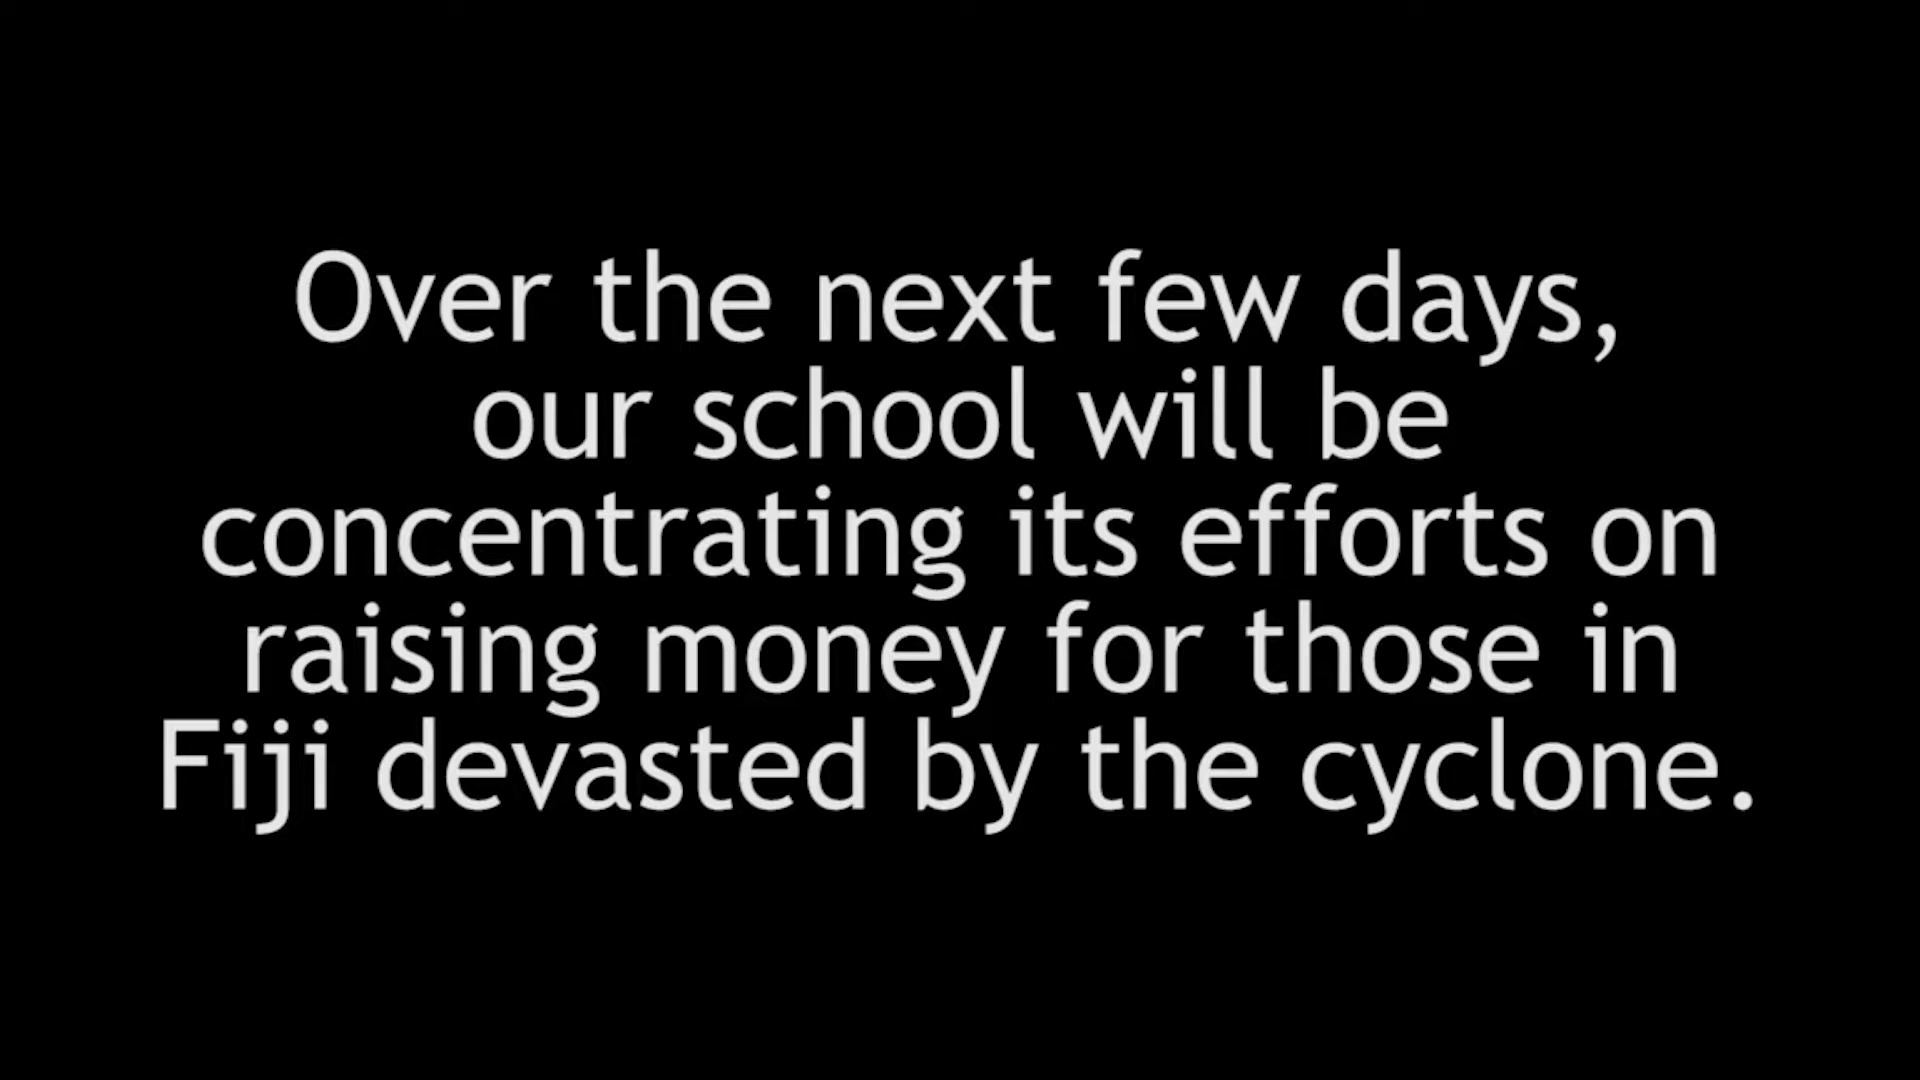 Over the next few days,
our school will be
concentrating its efforts on
raising money for those in
Fiji devasted by the cyclone.